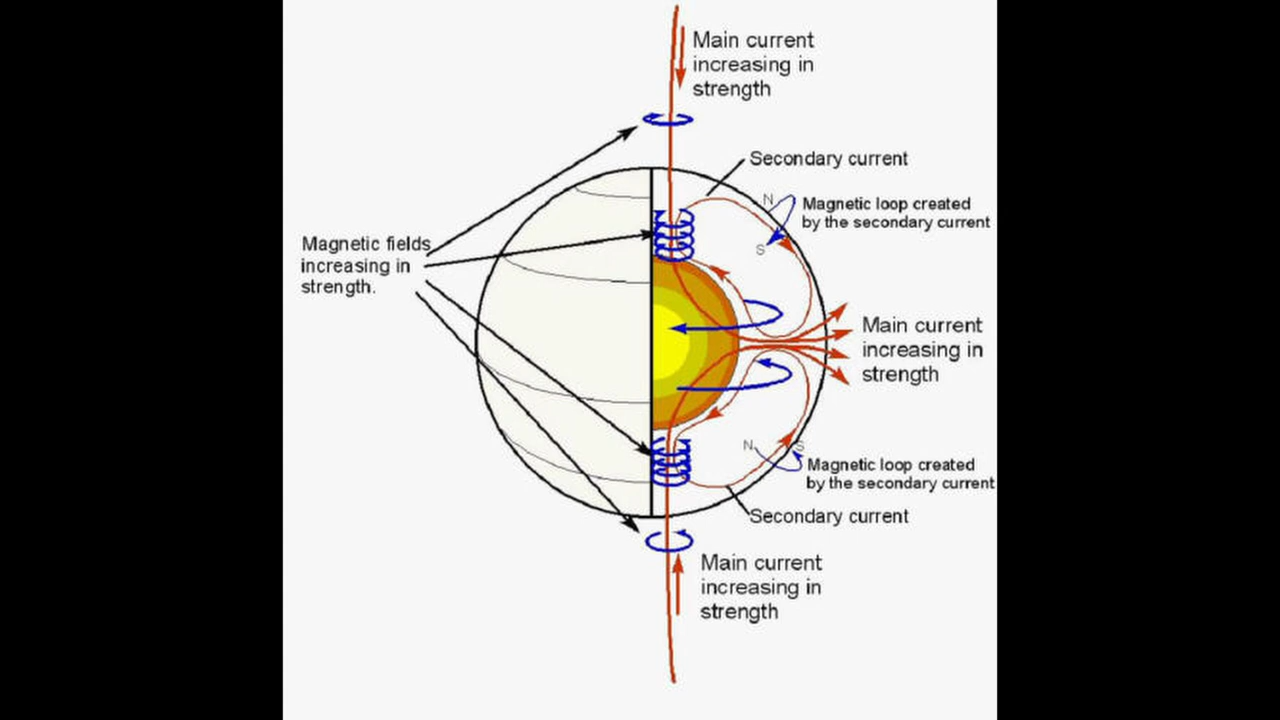 Main current
increasing in
strength
Secondary current
N
Magnetic loop created
by the secondary current
S
Magnetic fields
increasing in
strength.
Main current
increasing in
strength
N
S
Magnetic loop created
by the secondary current
Secondary current
Main current
increasing in
strength